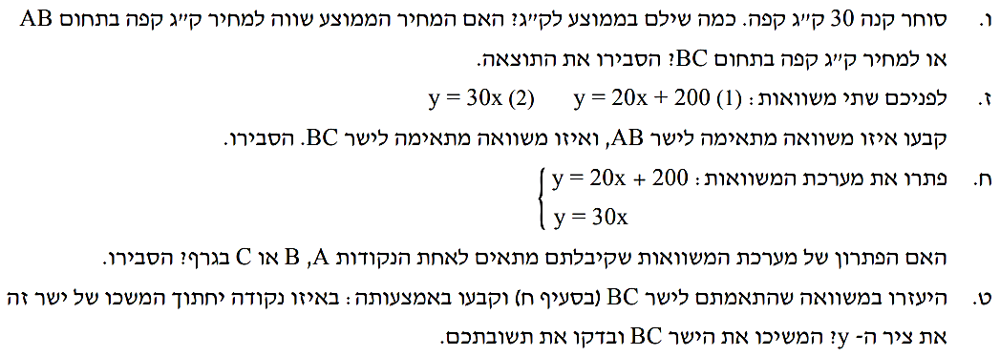 ו. סוחר קנה 30 ק״ג קפה. כמה שילם בממוצע לק״ג? האם המחיר הממוצע שווה למחיר ק״ג קפה בתחום AB
או למחיר ק״ג קפה בתחום BC? הסבירו את התוצאה.
ז. לפניכם שתי משוואות: (1) y = 20x + 200 (2) y = 30x
קבעו איזו משוואה מתאימה לישר AB, ואיזו משוואה מתאימה לישר BC. הסבירו.
ח. פתרו את מערכת המשוואות: { y = 20x + 200
y = 30x
האם הפתרון של מערכת המשוואות שקיבלתם מתאים לאחת הנקודות A, B או C בגרף? הסבירו.
ט. היעזרו במשוואה שהתאמתם לישר BC (בסעיף ח) וקבעו באמצעותה: באיזו נקודה יחתוך המשכו של ישר זה
את ציר ה- y? המשיכו את הישר BC ובדקו את תשובתכם.